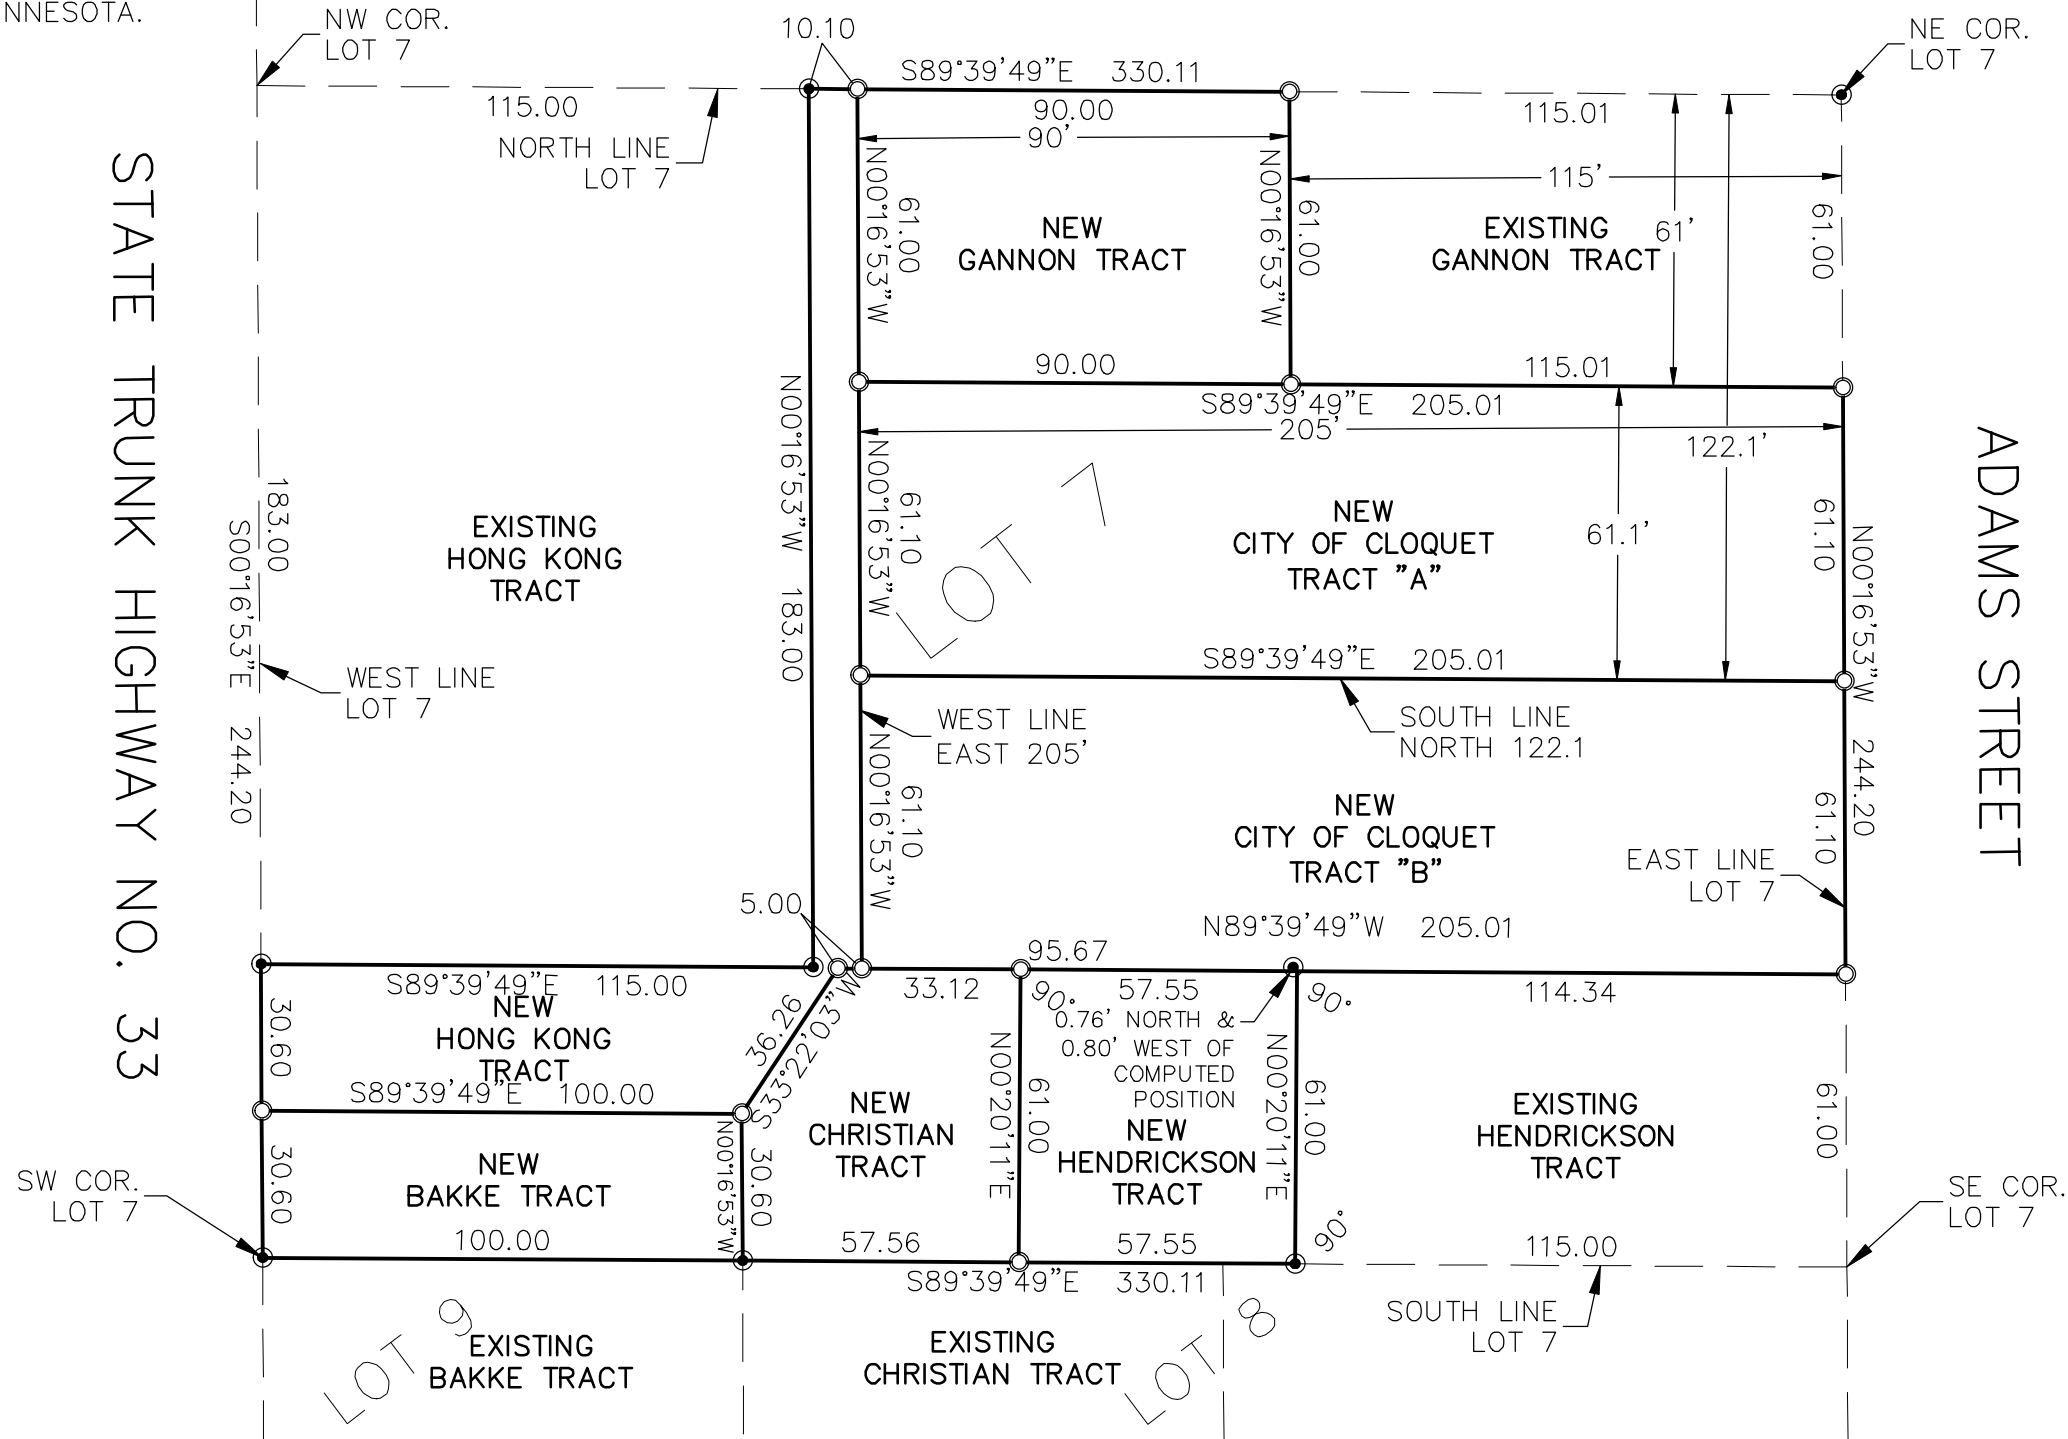 NNESOTA.
NW COR.
LOT 7
10.10
S89°39'49"E 330.11
NE COR.
LOT 7
115.00
90.00
115.01
NORTH LINE
LOT 7
90'
115'
N00°16'53"W
61.00
N00°16'53"W
61.00
61'
61.00
NEW
GANNON TRACT
EXISTING
GANNON TRACT
STATE TRUNK HIGHWAY NO. 33
ADAMS STREET
90.00
115.01
S89°39'49"E 205.01
205'
122.1'
N00°16'53"W 183.00
N00°16'53"W
61.10
LOT 7
183.00
S00°16'53"E 244.20
EXISTING
HONG KONG
TRACT
NEW
CITY OF CLOQUET
TRACT "A"
61.1'
61.10
N00°16'53"W 244.20
S89°39'49"E 205.01
WEST LINE
LOT 7
WEST LINE
EAST 205'
SOUTH LINE
NORTH 122.1
N00°16'53"W
61.10
NEW
CITY OF CLOQUET
TRACT "B"
61.10
EAST LINE
LOT 7
5.00
N89°39'49"W 205.01
95.67
S89°39'49"E 115.00
33.12
57.55
114.34
90°
90°
0.76' NORTH &
0.80' WEST OF
COMPUTED
POSITION
30.60
NEW
HONG KONG
TRACT
36.26
S33°22'03"W
N00°20'11"E
61.00
N00°20'11"E
61.00
61.00
S89°39'49"E 100.00
NEW
CHRISTIAN
TRACT
NEW
HENDRICKSON
TRACT
EXISTING
HENDRICKSON
TRACT
30.60
NEW
BAKKE TRACT
N00°16'53"W
30.60
SW COR.
LOT 7
SE COR.
LOT 7
100.00
57.56
57.55
90°
115.00
S89°39'49"E 330.11
SOUTH LINE
LOT 7
LOT 9
LOT 8
EXISTING
BAKKE TRACT
EXISTING
CHRISTIAN TRACT